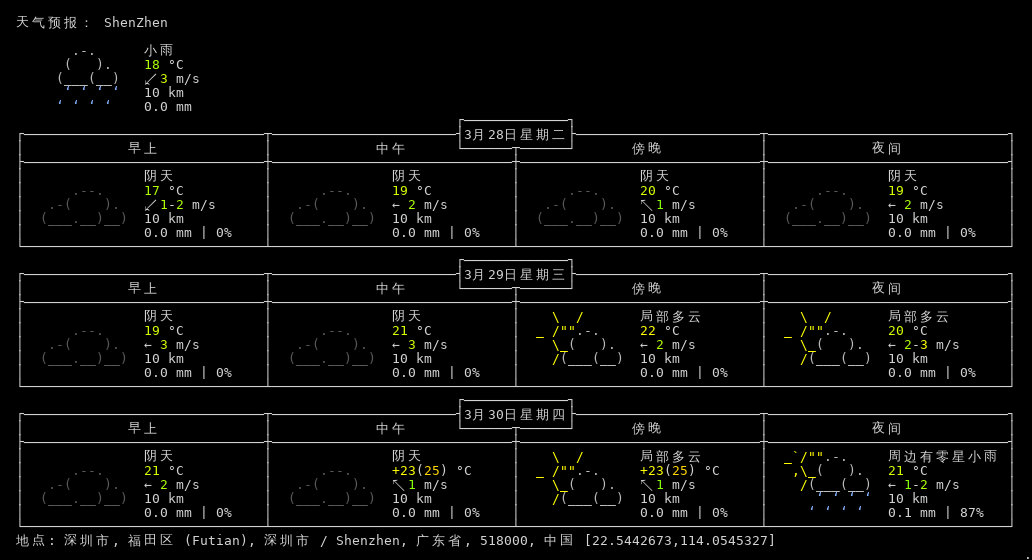 天气预报： ShenZhen
小雨
18 °C
↙3 m/s
10 km
0.0 mm
3月28日星期二
早上 中午 傍晚 夜间
阴天 阴天 阴天 阴天
17 °C 19 °C 20 °C 19 °C
↙1-2 m/s ← 2 m/s ↖1 m/s ← 2 m/s
10 km 10 km 10 km 10 km
0.0 mm | 0% 0.0 mm | 0% 0.0 mm | 0% 0.0 mm | 0%
3月29日星期三
早上 中午 傍晚 夜间
阴天 阴天 局部多云 局部多云
19 °C 21 °C 22 °C 20 °C
← 3 m/s ← 3 m/s ← 2 m/s ← 2-3 m/s
10 km 10 km 10 km 10 km
0.0 mm | 0% 0.0 mm | 0% 0.0 mm | 0% 0.0 mm | 0%
3月30日星期四
早上 中午 傍晚 夜间
阴天 阴天 局部多云 周边有零星小雨
21 °C +23(25) °C +23(25) °C 21 °C
← 2 m/s ↖1 m/s ↖1 m/s ← 1-2 m/s
10 km 10 km 10 km 10 km
0.0 mm | 0% 0.0 mm | 0% 0.0 mm | 0% 0.1 mm | 87%
地点: 深圳市, 福田区 (Futian), 深圳市 / Shenzhen, 广东省, 518000, 中国 [22.5442673,114.0545327]